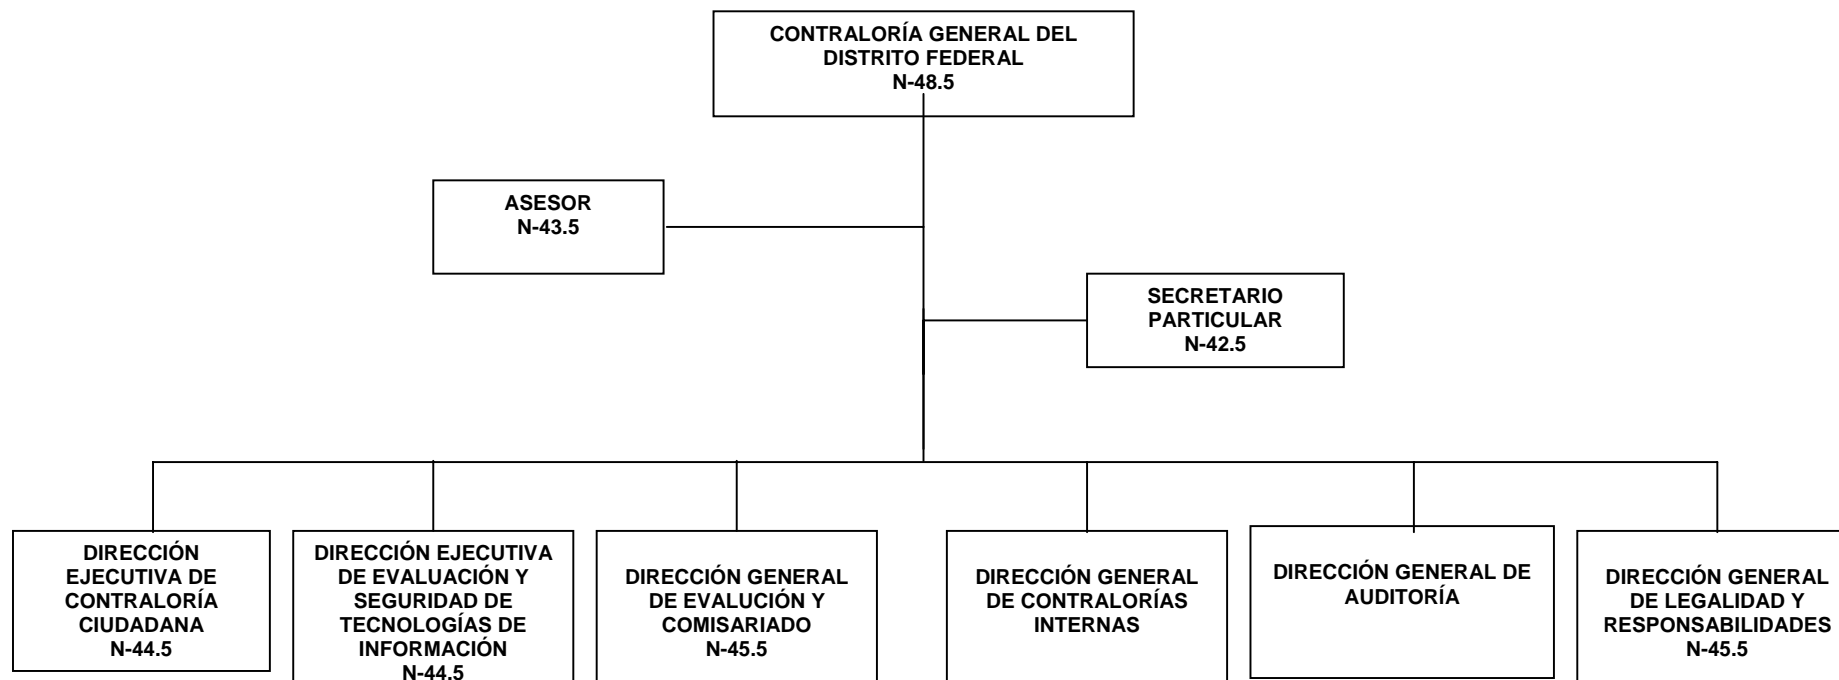 CONTRALORÍA GENERAL DEL
DISTRITO FEDERAL
N-48.5
ASESOR
N-43.5
SECRETARIO
PARTICULAR
N-42.5
DIRECCIÓN
EJECUTIVA DE
CONTRALORÍA
CIUDADANA
N-44.5
DIRECCIÓN EJECUTIVA
DE EVALUACIÓN Y
SEGURIDAD DE
TECNOLOGÍAS DE
INFORMACIÓN
N-44.5
DIRECCIÓN GENERAL
DE EVALUCIÓN Y
COMISARIADO
N-45.5
DIRECCIÓN GENERAL
DE CONTRALORÍAS
INTERNAS
DIRECCIÓN GENERAL DE
AUDITORÍA
DIRECCIÓN GENERAL
DE LEGALIDAD Y
RESPONSABILIDADES
N-45.5